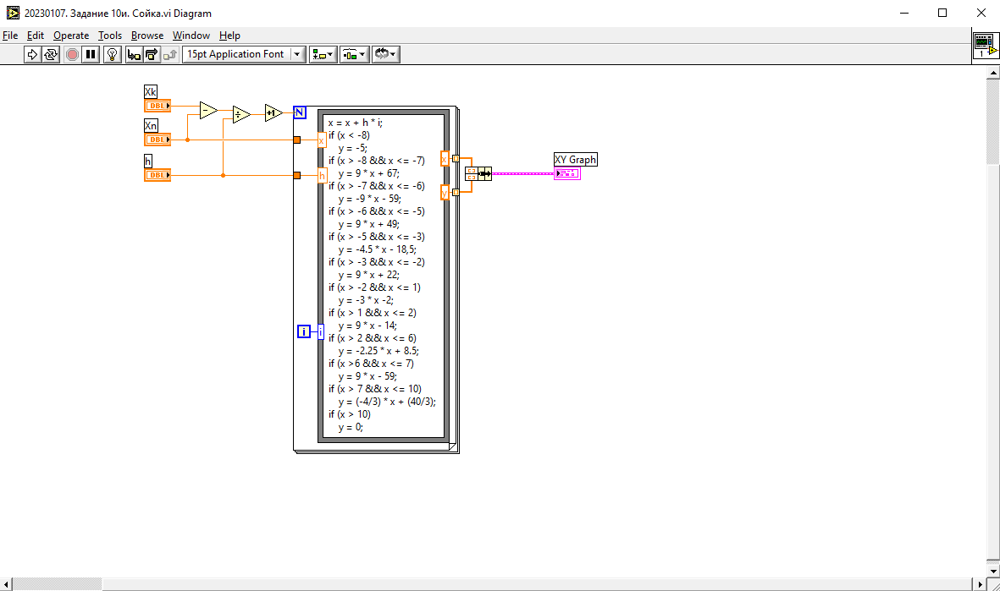 20230107. Задание 10и. Сойка.vi Diagram
File Edit Operate Tools Browse Window Help
15pt Application Font
1
Xk
DBL
Xn
DBL
h
DBL
- ÷ +1 N
x
h
i i
x = x + h * i;
if (x < -8)
y = -5;
if (x > -8 && x <= -7)
y = 9 * x + 67;
if (x > -7 && x <= -6)
y = -9 * x - 59;
if (x > -6 && x <= -5)
y = 9 * x + 49;
if (x > -5 && x <= -3)
y = -4.5 * x - 18,5;
if (x > -3 && x <= -2)
y = 9 * x + 22;
if (x > -2 && x <= 1)
y = -3 * x -2;
if (x > 1 && x <= 2)
y = 9 * x - 14;
if (x > 2 && x <= 6)
y = -2.25 * x + 8.5;
if (x >6 && x <= 7)
y = 9 * x - 59;
if (x > 7 && x <= 10)
y = (-4/3) * x + (40/3);
if (x > 10)
y = 0;
x
y
XY Graph